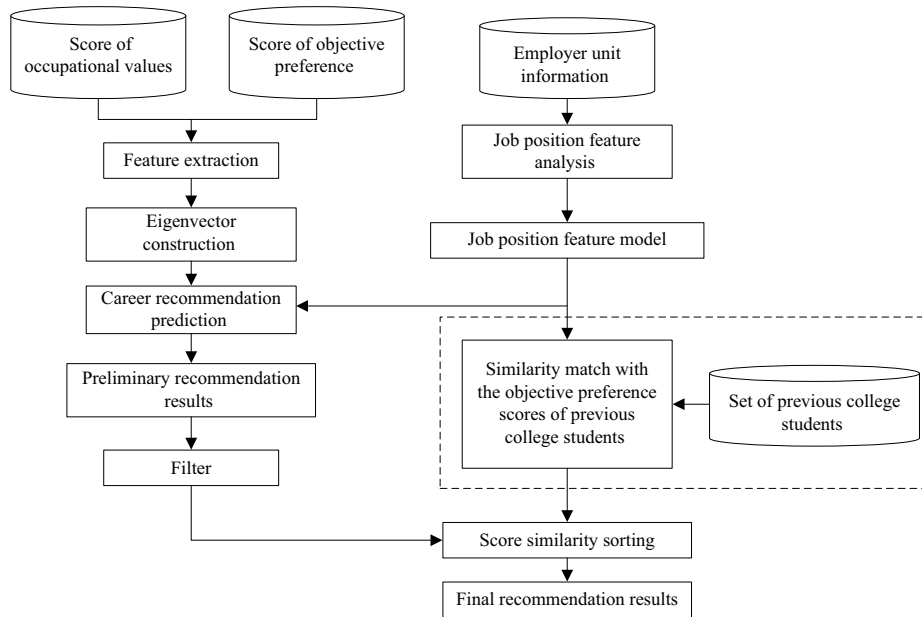 Score of
occupational values
Score of objective
preference
Employer unit
information
Feature extraction
Job position feature
analysis
Eigenvector
construction
Job position feature model
Career recommendation
prediction
Preliminary recommendation
results
Similarity match with
the objective preference
scores of previous
college students
Set of previous college
students
Filter
Score similarity sorting
Final recommendation results